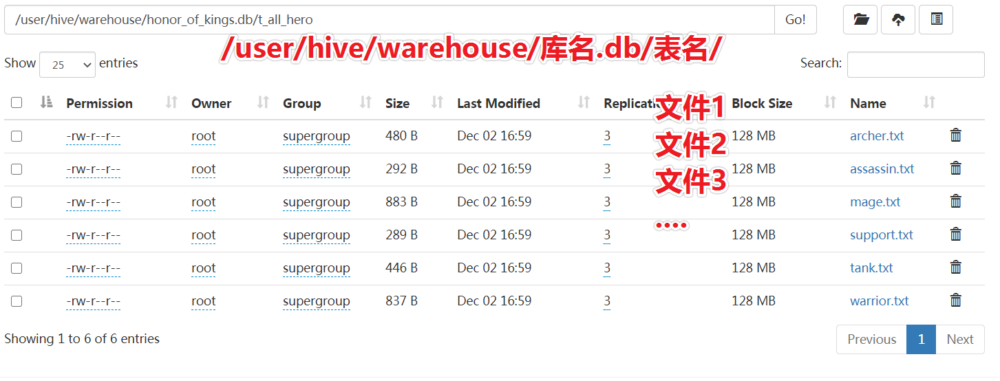 /user/hive/warehouse/honor_of_kings.db/t_all_hero Go!
/user/hive/warehouse/库名.db/表名/
Show 25 entries Search:
Permission Owner Group Size Last Modified Replicatio Block Size Name
文件1
-rw-r--r-- root supergroup 480 B Dec 02 16:59 3 128 MB archer.txt
文件2
-rw-r--r-- root supergroup 292 B Dec 02 16:59 3 128 MB assassin.txt
文件3
-rw-r--r-- root supergroup 883 B Dec 02 16:59 3 128 MB mage.txt
....
-rw-r--r-- root supergroup 289 B Dec 02 16:59 3 128 MB support.txt
-rw-r--r-- root supergroup 446 B Dec 02 16:59 3 128 MB tank.txt
-rw-r--r-- root supergroup 837 B Dec 02 16:59 3 128 MB warrior.txt
Showing 1 to 6 of 6 entries Previous 1 Next